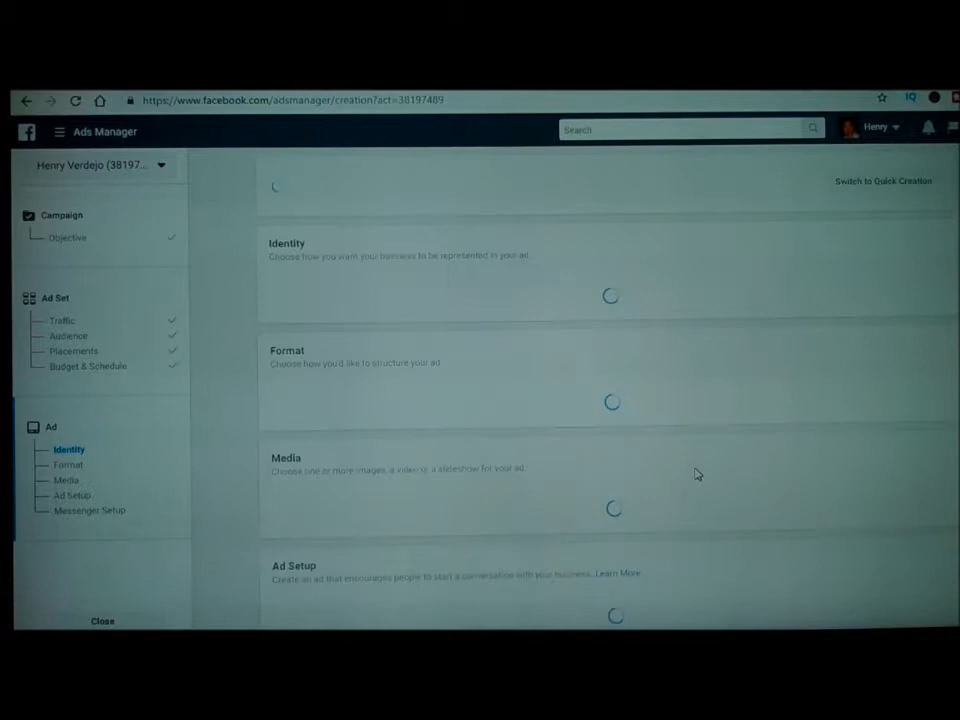 https://www.facebook.com/adsmanager/creation?act=38197489
IQ
Ads Manager
Search
Henry
Henry Verdejo (38197...
Switch to Quick Creation
Campaign
Objective
Identity
Choose how you want your business to be represented in your ad.
Ad Set
Traffic
Audience
Placements
Budget & Schedule
Format
Choose how you'd like to structure your ad.
Ad
Identity
Format
Media
Ad Setup
Messenger Setup
Media
Choose one or more images, a video or a slideshow for your ad.
Ad Setup
Create an ad that encourages people to start a conversation with your business. Learn More.
Close